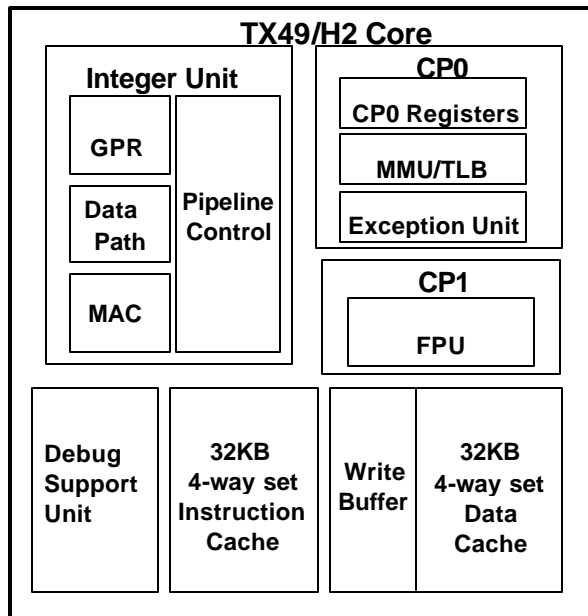 TX49/H2 Core
Integer Unit
GPR
Data
Path
MAC
Pipeline
Control
CP0
CP0 Registers
MMU/TLB
Exception Unit
CP1
FPU
Debug
Support
Unit
32KB
4-way set
Instruction
Cache
Write
Buffer
32KB
4-way set
Data
Cache